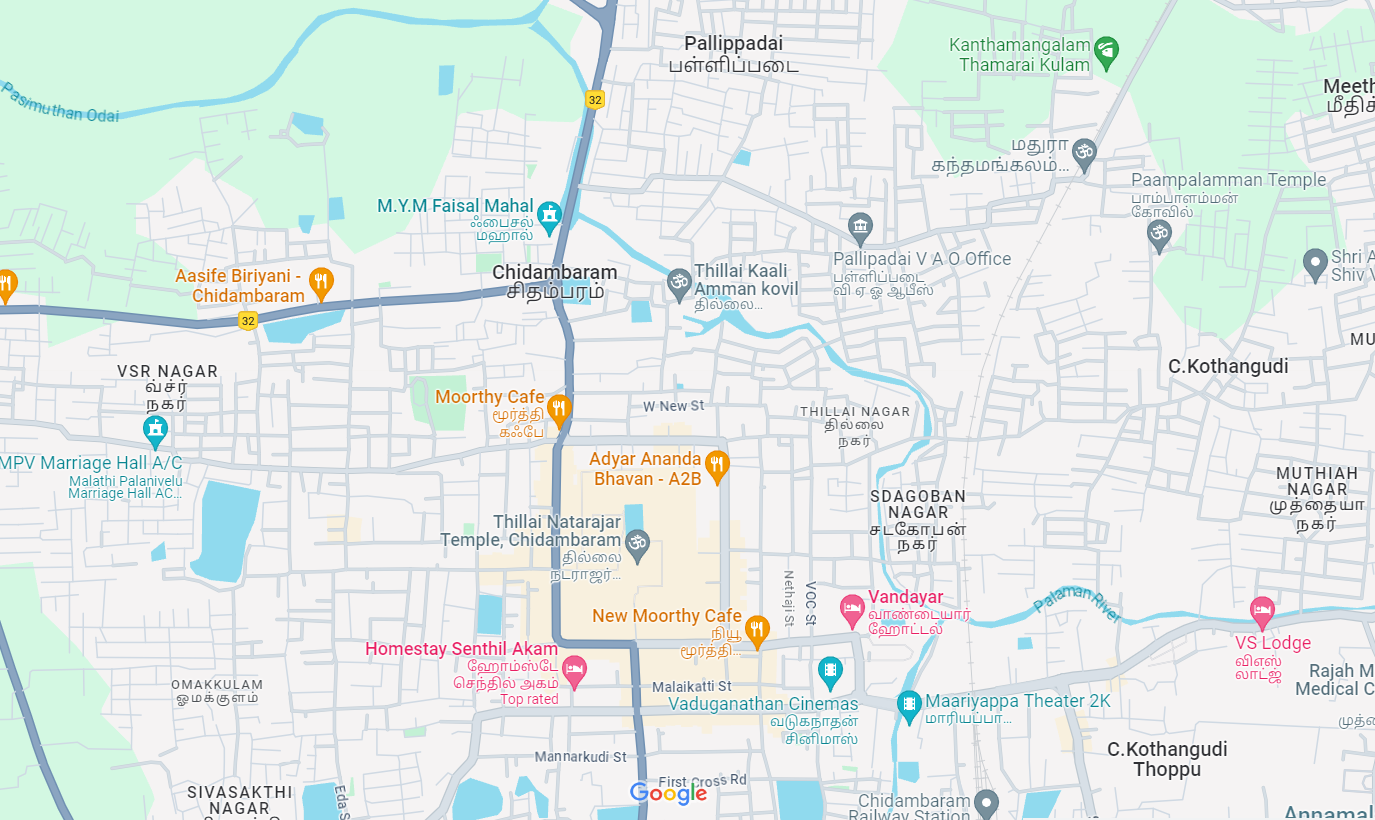 Pallippadai
பள்ளிப்படை
Kanthamangalam
Thamarai Kulam
Meeth
மீதிக்
Pasimuthan Odai
32
மதுரா
கந்தமங்கலம்...
Paampalamman Temple
பாம்பாளம்மன்
கோவில்
M.Y.M Faisal Mahal
ஃபைசல்
மஹால்
Pallipadai V A O Office
பள்ளிப்படை
வி ஏ ஓ ஆபீஸ்
Shri A
Shiv V
Aasife Biriyani -
Chidambaram
Chidambaram
சிதம்பரம்
Thillai Kaali
Amman kovil
தில்லை...
32
VSR NAGAR
வ்ச்ர்
நகர்
MU
C.Kothangudi
Moorthy Cafe
மூர்த்தி
கஃபே
W New St
THILLAI NAGAR
தில்லை
நகர்
MPV Marriage Hall A/C
Malathi Palanivelu
Marriage Hall AC...
Adyar Ananda
Bhavan - A2B
MUTHIAH
NAGAR
முத்தையா
நகர்
SDAGOBAN
NAGAR
சடகோபன்
நகர்
Thillai Natarajar
Temple, Chidambaram
தில்லை
நடராஜர்...
Nethaji St
VOC St
Vandayar
வாண்டையார்
ஹோட்டல்
Palaman River
New Moorthy Cafe
நியூ
மூர்த்தி...
VS Lodge
விஎஸ்
லாட்ஜ்
Homestay Senthil Akam
ஹோம்ஸ்டே
செந்தில் அகம்
Top rated
Rajah M
Medical C
முத்
OMAKKULAM
ஓமக்குளம்
Malaikatti St
Vaduganathan Cinemas
வடுகநாதன்
சினிமாஸ்
Maariyappa Theater 2K
மாரியப்பா...
Mannarkudi St
C.Kothangudi
Thoppu
First Cross Rd
Google
SIVASAKTHI
NAGAR
Eda S
Chidambaram
Railway Station
Annamal